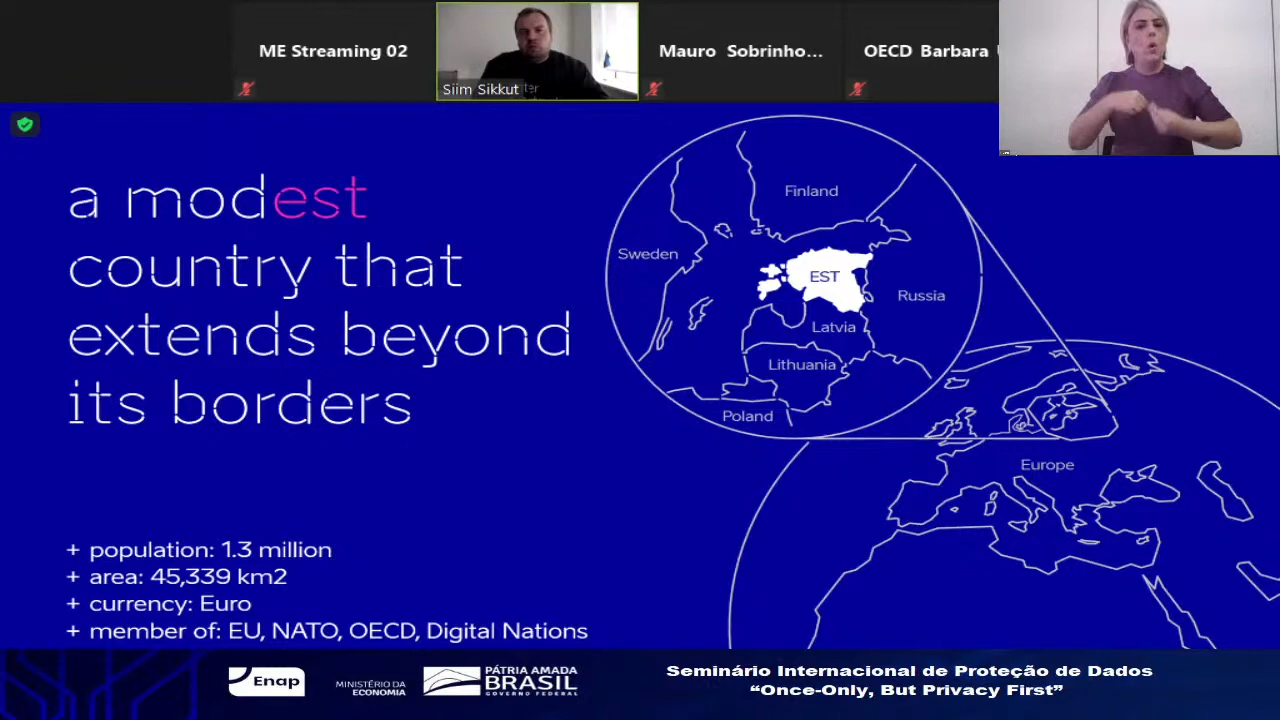 ME Streaming 02
Siim Sikkut
Mauro Sobrinho...
OECD Barbara
a modest
country that
extends beyond
its borders
Finland
Sweden
EST
Russia
Latvia
Lithuania
Poland
Europe
+ population: 1.3 million
+ area: 45,339 km2
+ currency: Euro
+ member of: EU, NATO, OECD, Digital Nations
Enap
MINISTÉRIO DA
ECONOMIA
PÁTRIA AMADA
BRASIL
GOVERNO FEDERAL
Seminário Internacional de Proteção de Dados
“Once-Only, But Privacy First”